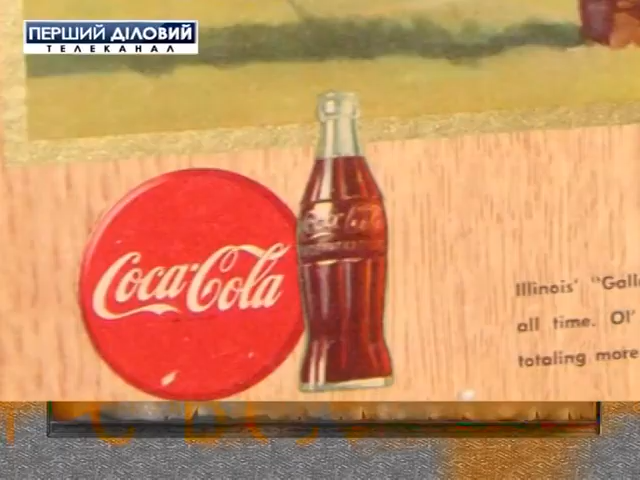 ПЕРШИЙ ДІЛОВИЙ
ТЕЛЕКАНАЛ
Coca-Cola
Coca-Cola
Illinois' "Gall
all time. Ol'
totaling more